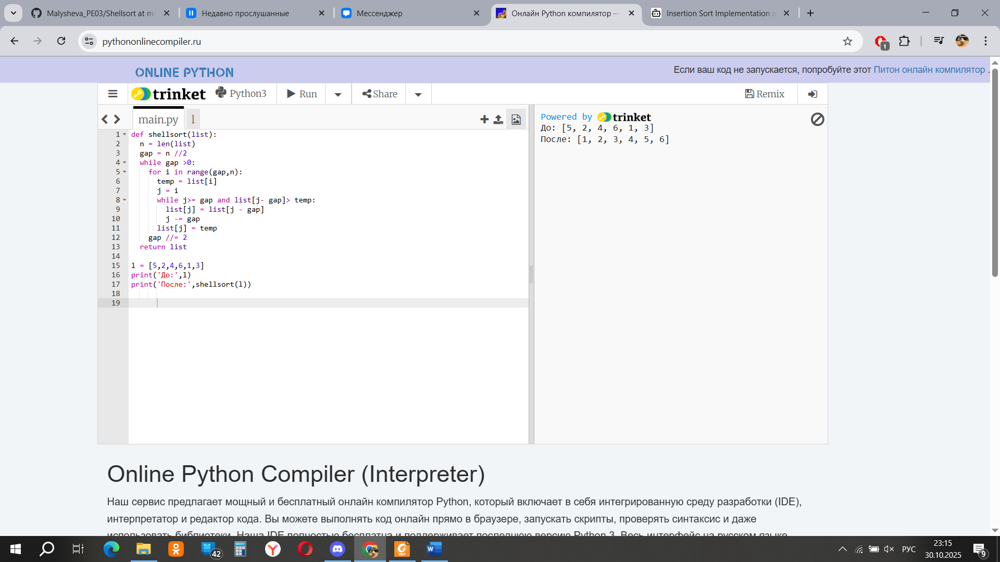 Malysheva_PE03/Shellsort at ma
Недавно прослушанные
Мессенджер
Онлайн Python компилятор —
Insertion Sort Implementation a
pythononlinecompiler.ru
1
ONLINE PYTHON
Если ваш код не запускается, попробуйте этот Питон онлайн компилятор .
trinket
Python3
Run
Share
Remix
main.py
l
1 def shellsort(list):
2 n = len(list)
3 gap = n //2
4 while gap >0:
5 for i in range(gap,n):
6 temp = list[i]
7 j = i
8 while j>= gap and list[j- gap]> temp:
9 list[j] = list[j - gap]
10 j -= gap
11 list[j] = temp
12 gap //= 2
13 return list
14
15 l = [5,2,4,6,1,3]
16 print('До:',l)
17 print('После:',shellsort(l))
18
19
Powered by trinket
До: [5, 2, 4, 6, 1, 3]
После: [1, 2, 3, 4, 5, 6]
Online Python Compiler (Interpreter)
Наш сервис предлагает мощный и бесплатный онлайн компилятор Python, который включает в себя интегрированную среду разработки (IDE),
интерпретатор и редактор кода. Вы можете выполнять код онлайн прямо в браузере, запускать скрипты, проверять синтаксис и даже
использовать библиотеки. Наша IDE полностью бесплатна и поддерживает последнюю версию Python 3. Весь интерфейс на русском языке
42
PDF
W
РУС
23:15
30.10.2025
9